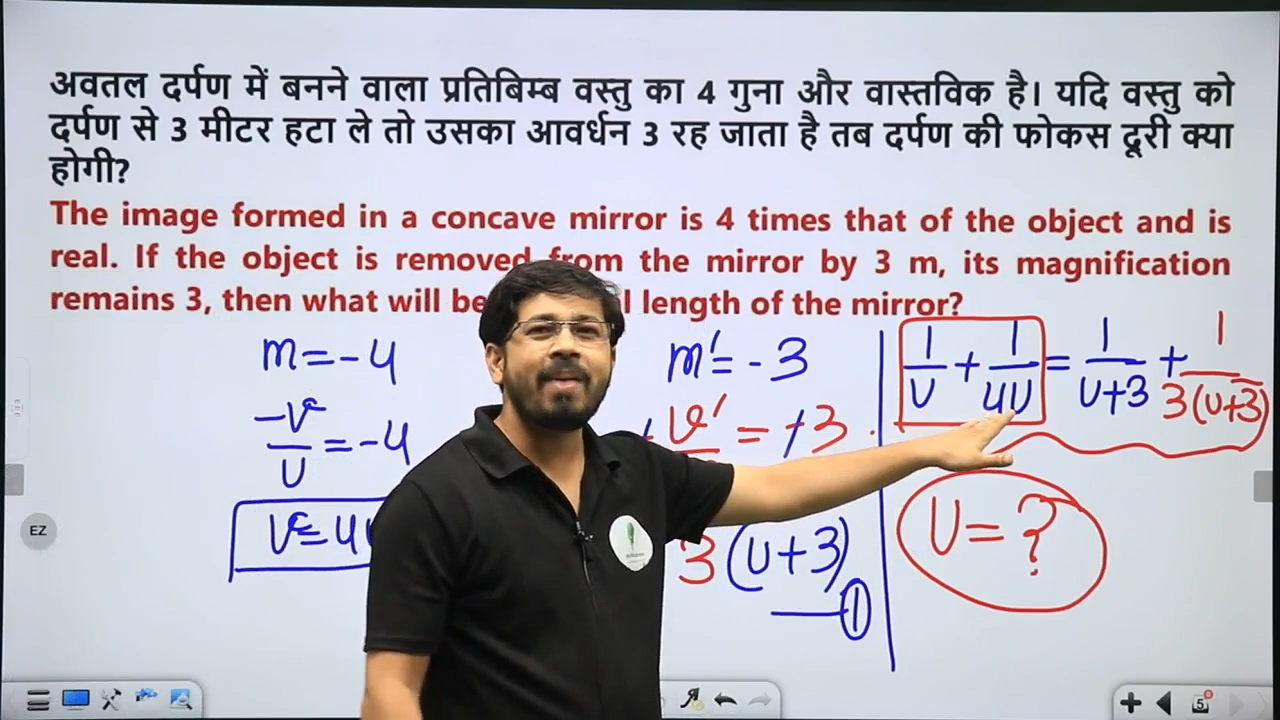 अवतल दर्पण में बनने वाला प्रतिबिम्ब वस्तु का 4 गुना और वास्तविक है। यदि वस्तु को
दर्पण से 3 मीटर हटा ले तो उसका आवर्धन 3 रह जाता है तब दर्पण की फोकस दूरी क्या
होगी?
The image formed in a concave mirror is 4 times that of the object and is
real. If the object is removed from the mirror by 3 m, its magnification
remains 3, then what will be length of the mirror?
m = -4
-v/u = -4
v = 4u
m' = -3
v' = +3
3(u+3)
1
1/u + 1/4u = 1/u+3 + 1/3(u+3)
u = ?
EZ
5